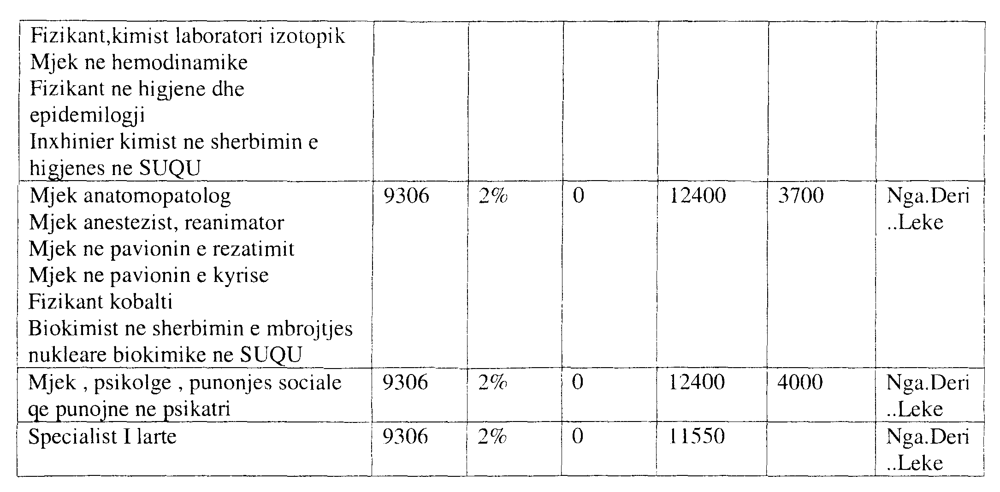 Fizikant,kimist laboratori izotopik
Mjek ne hemodinamike
Fizikant ne higjene dhe
epidemilogji
Inxhinier kimist ne sherbimin e
higjenes ne SUQU
Mjek anatomopatolog 9306 2% 0 12400 3700 Nga.Deri
Mjek anestezist, reanimator ..Leke
Mjek ne pavionin e rezatimit
Mjek ne pavionin e kyrise
Fizikant kobalti
Biokimist ne sherbimin e mbrojtjes
nukleare biokimike ne SUQU
Mjek , psikolge , punonjes sociale 9306 2% 0 12400 4000 Nga.Deri
qe punojne ne psikatri ..Leke
Specialist I larte 9306 2% 0 11550 Nga.Deri
..Leke